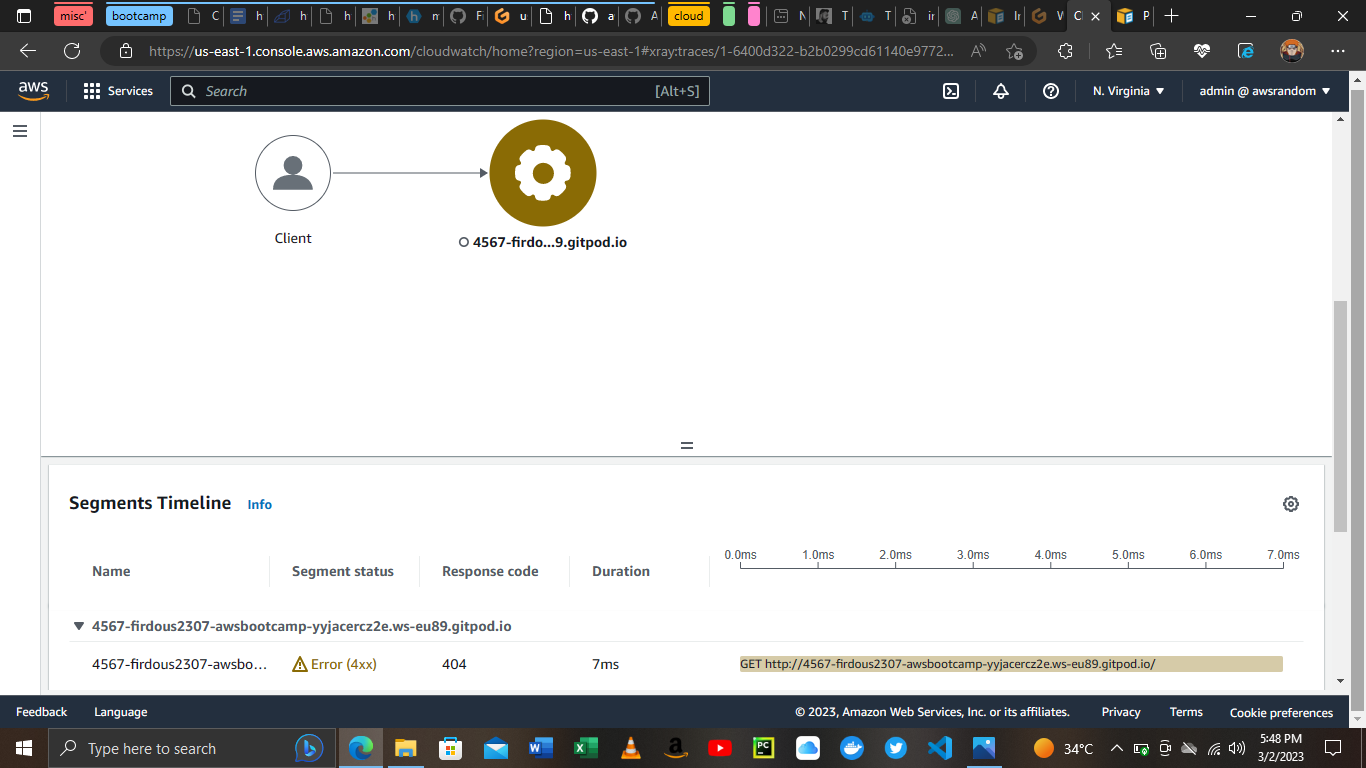 misc' bootcamp C h h h h m Fi h u h a A cloud N T T ir A Ir W C P
https://us-east-1.console.aws.amazon.com/cloudwatch/home?region=us-east-1#xray:traces/1-6400d322-b2b0299cd61140e9772...
aws Services Search [Alt+S] N. Virginia admin @ awsrandom
Client
4567-firdo...9.gitpod.io
Segments Timeline Info
0.0ms 1.0ms 2.0ms 3.0ms 4.0ms 5.0ms 6.0ms 7.0ms
Name Segment status Response code Duration
4567-firdous2307-awsbootcamp-yyjacercz2e.ws-eu89.gitpod.io
4567-firdous2307-awsbo... Error (4xx) 404 7ms GET http://4567-firdous2307-awsbootcamp-yyjacercz2e.ws-eu89.gitpod.io/
Feedback Language © 2023, Amazon Web Services, Inc. or its affiliates. Privacy Terms Cookie preferences
Type here to search 34°C 5:48 PM
3/2/2023